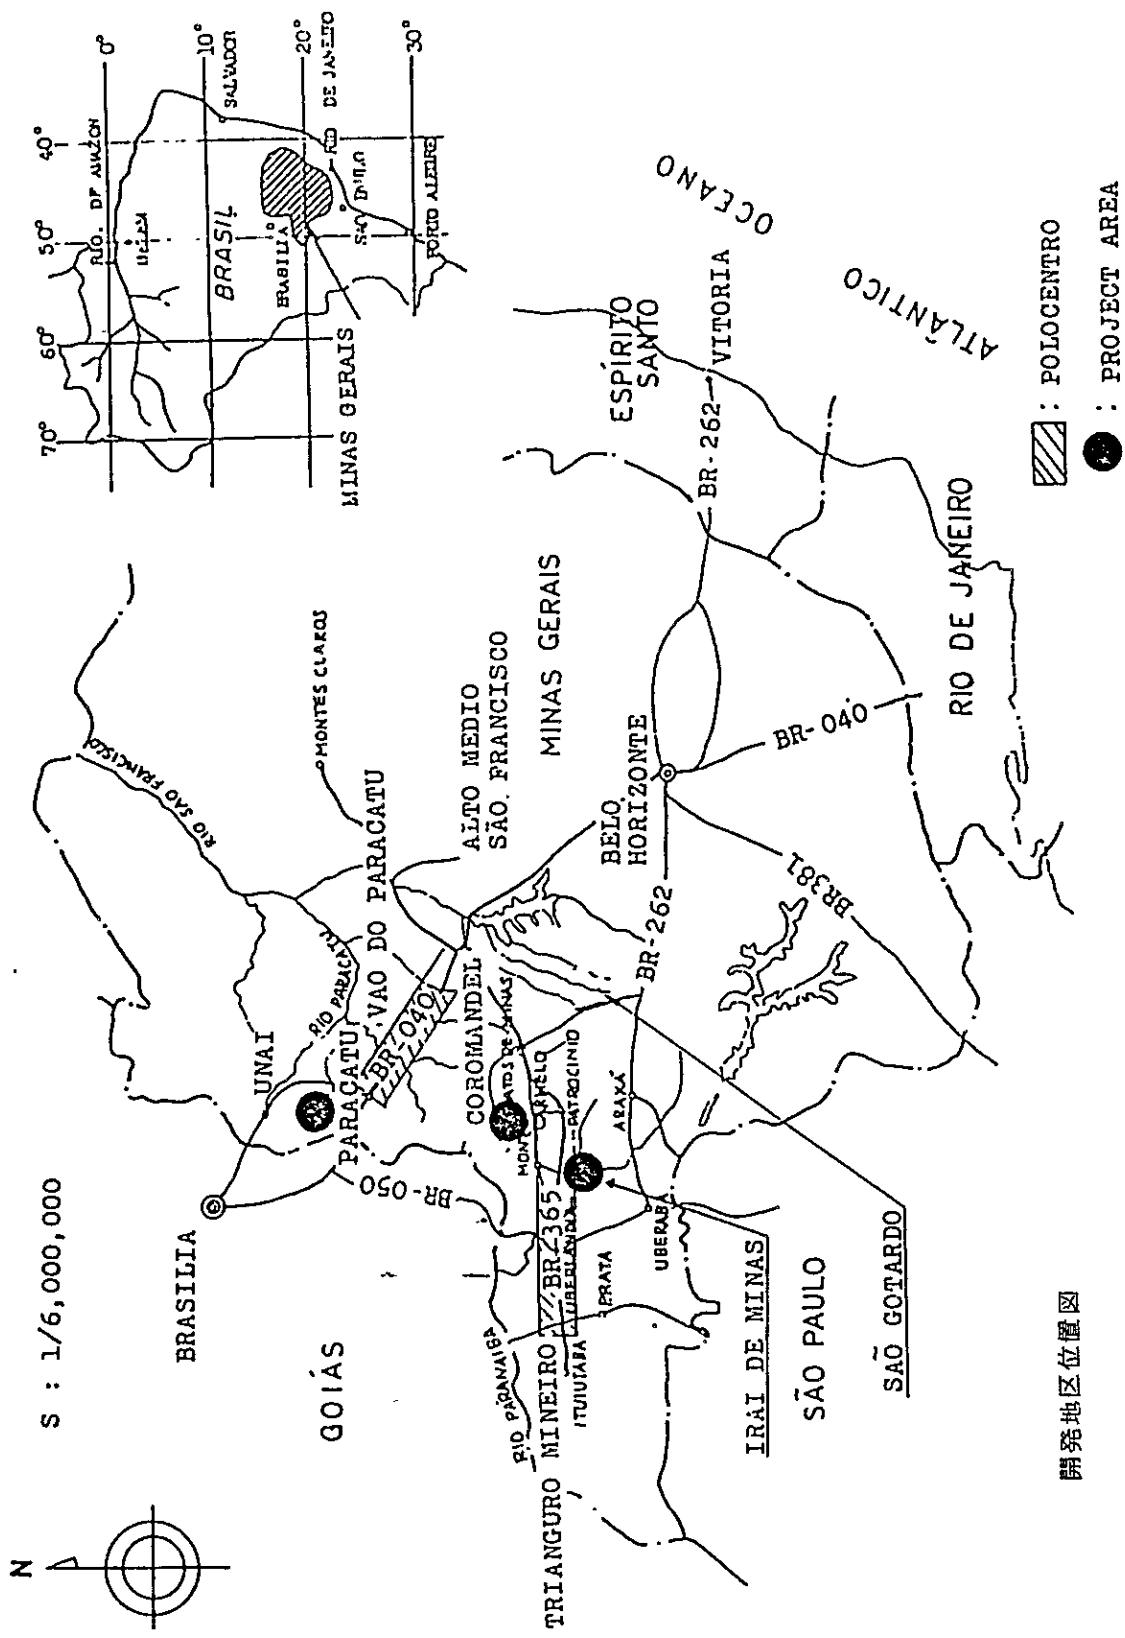 N
S : 1/6,000,000
70°
60°
50°
40°
0°
10°
20°
30°
RIO. DF AMAZON
BRASIL
BRASILIA
SALVADOR
RIO DE JANEIRO
PORTO ALEGRE
MINAS GERAIS
BRASILIA
GOIÁS
UNAI
RIO SÃO FRANCISCO
RIO PARACATU
PARACATU
VAO DO PARACATU
MONTES CLAROS
BR-040
BR-050
COROMANDEL
ALTO MEDIO
SÃO. FRANCISCO
MINAS GERAIS
ESPÍRITO
SANTO
BR-262
VITORIA
OCEANO
ATLÂNTICO
BELO
HORIZONTE
BR-040
BR-262
BR381
RIO DE JANEIRO
RIO PARANAIBA
TRIANGURO MINEIRO
BR-365
UBERLANDIA
ITUIUTABA
PRATA
PATROCINIO
ARAXÁ
UBERABA
IRAI DE MINAS
SÃO PAULO
SÃO GOTARDO
: POLOCENTRO
: PROJECT AREA
開発地区位置図